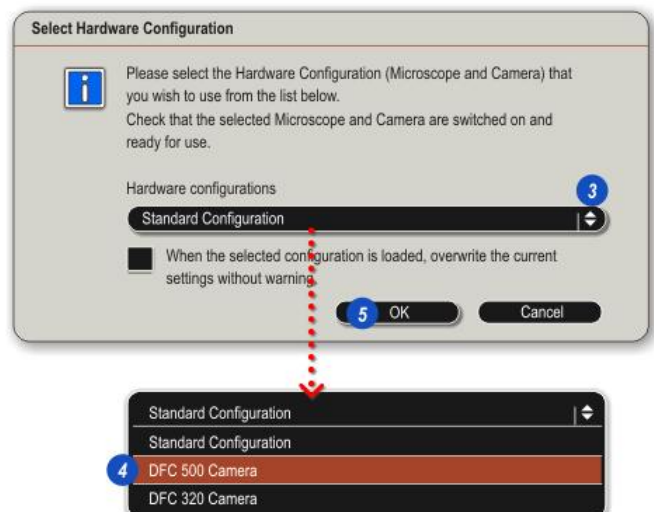 Select Hardware Configuration
i
Please select the Hardware Configuration (Microscope and Camera) that
you wish to use from the list below.
Check that the selected Microscope and Camera are switched on and
ready for use.
Hardware configurations
3
Standard Configuration
When the selected configuration is loaded, overwrite the current
settings without warning.
5 OK Cancel
Standard Configuration
Standard Configuration
4 DFC 500 Camera
DFC 320 Camera